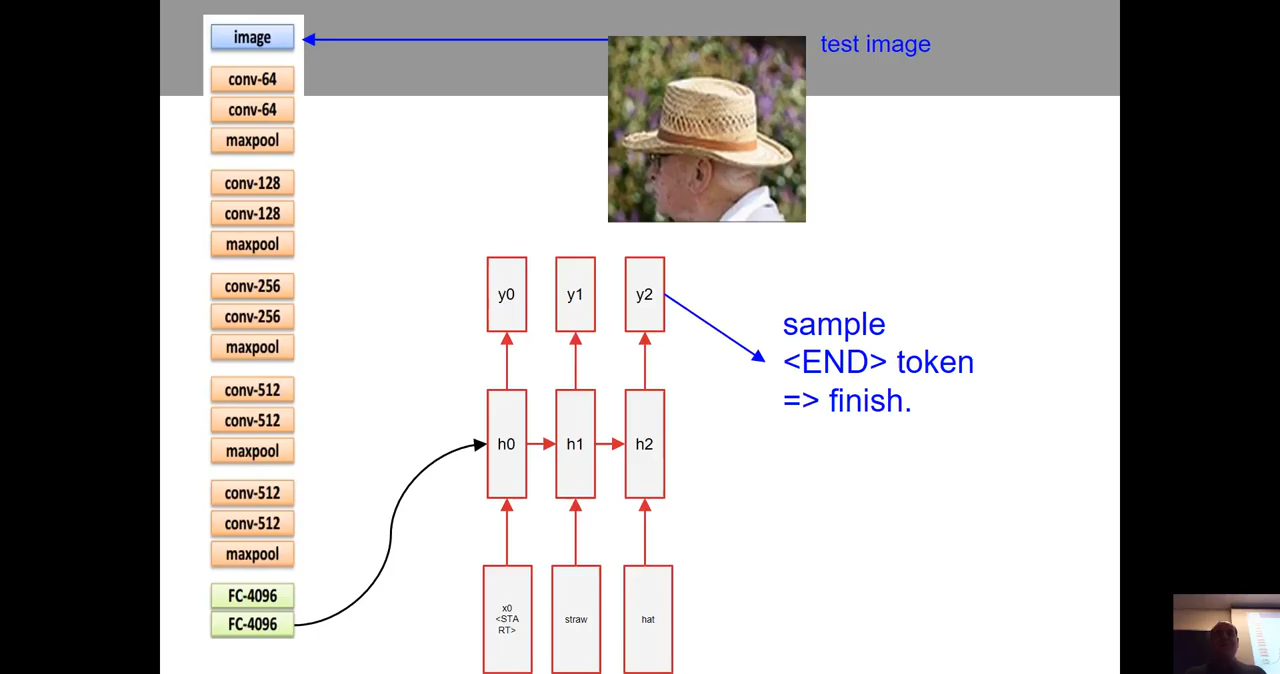 image
test image
conv-64
conv-64
maxpool
conv-128
conv-128
maxpool
conv-256
conv-256
maxpool
conv-512
conv-512
maxpool
conv-512
conv-512
maxpool
FC-4096
FC-4096
y0
y1
y2
sample
<END> token
=> finish.
h0
h1
h2
x0
<STA
RT>
straw
hat